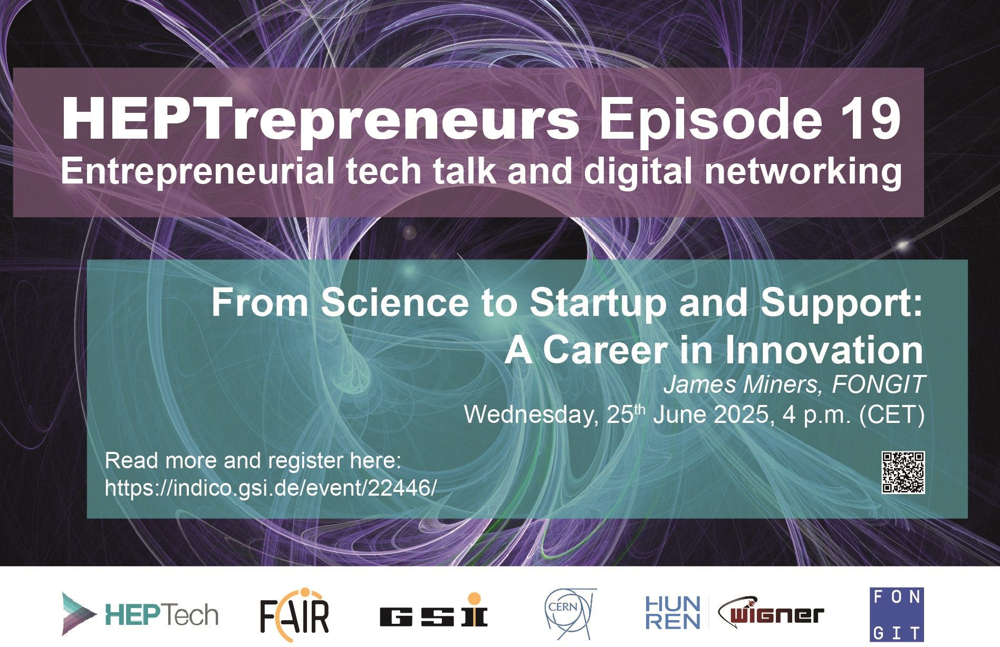 HEPTrepreneurs Episode 19
Entrepreneurial tech talk and digital networking
From Science to Startup and Support:
A Career in Innovation
James Miners, FONGIT
Wednesday, 25th June 2025, 4 p.m. (CET)
Read more and register here:
https://indico.gsi.de/event/22446/
HEPTech
FAIR
GSI
CERN
HUN
REN
wigner
FON
GIT